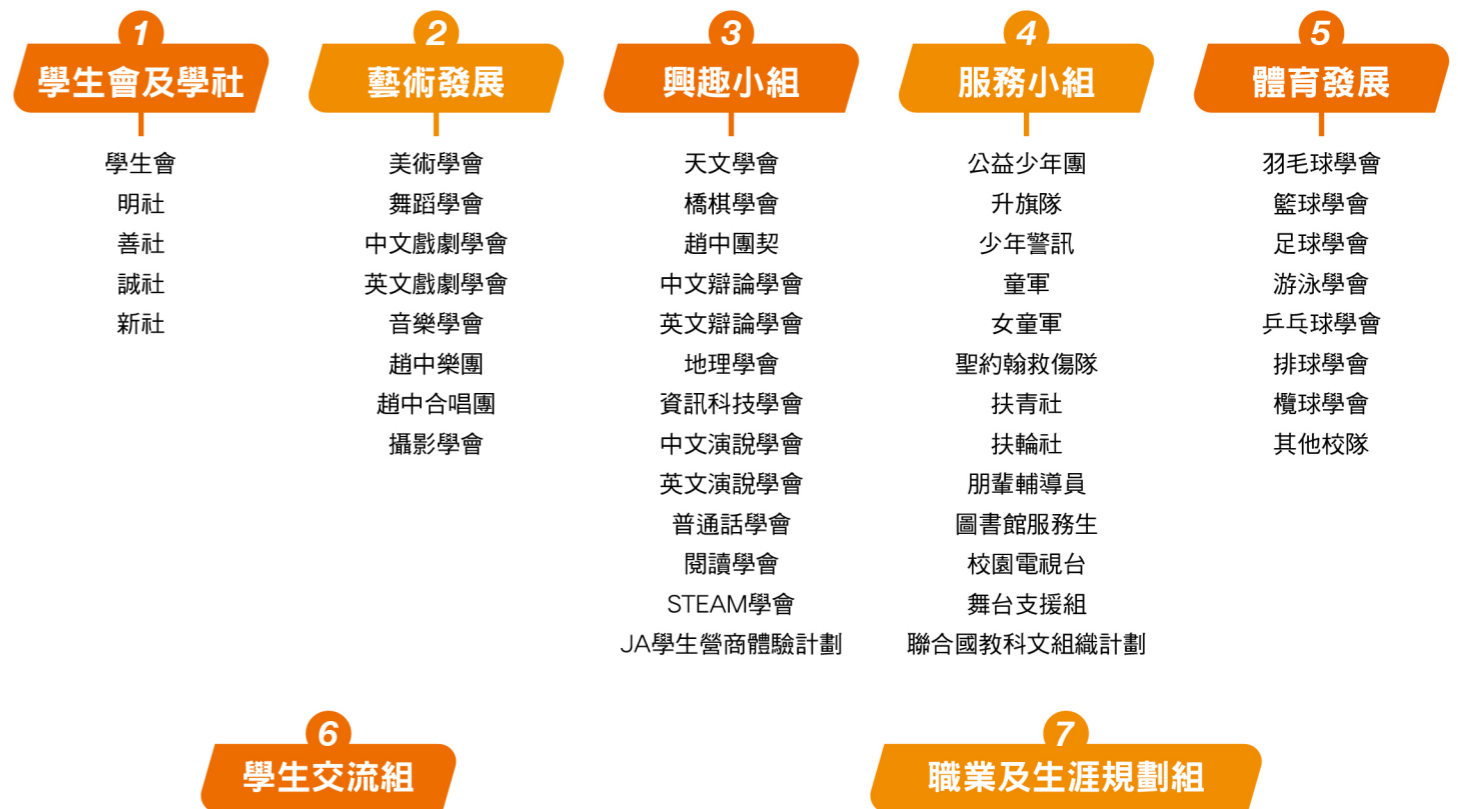 1
學生會及學社
學生會
明社
善社
誠社
新社
2
藝術發展
美術學會
舞蹈學會
中文戲劇學會
英文戲劇學會
音樂學會
趙中樂團
趙中合唱團
攝影學會
3
興趣小組
天文學會
橋棋學會
趙中團契
中文辯論學會
英文辯論學會
地理學會
資訊科技學會
中文演說學會
英文演說學會
普通話學會
閱讀學會
STEAM學會
JA學生營商體驗計劃
4
服務小組
公益少年團
升旗隊
少年警訊
童軍
女童軍
聖約翰救傷隊
扶青社
扶輪社
朋輩輔導員
圖書館服務生
校園電視台
舞台支援組
聯合國教科文組織計劃
5
體育發展
羽毛球學會
籃球學會
足球學會
游泳學會
乒乓球學會
排球學會
欖球學會
其他校隊
6
學生交流組
7
職業及生涯規劃組